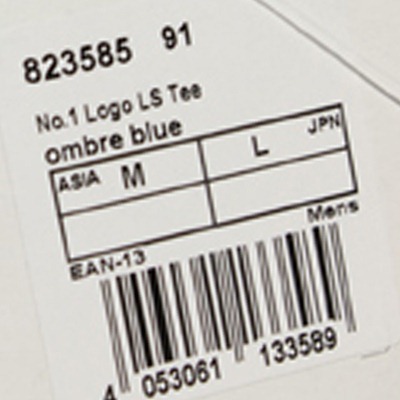 823585 91
No.1 Logo LS Tee
ombre blue
ASIA M L JPN
Mens
EAN-13
4 053061 133589